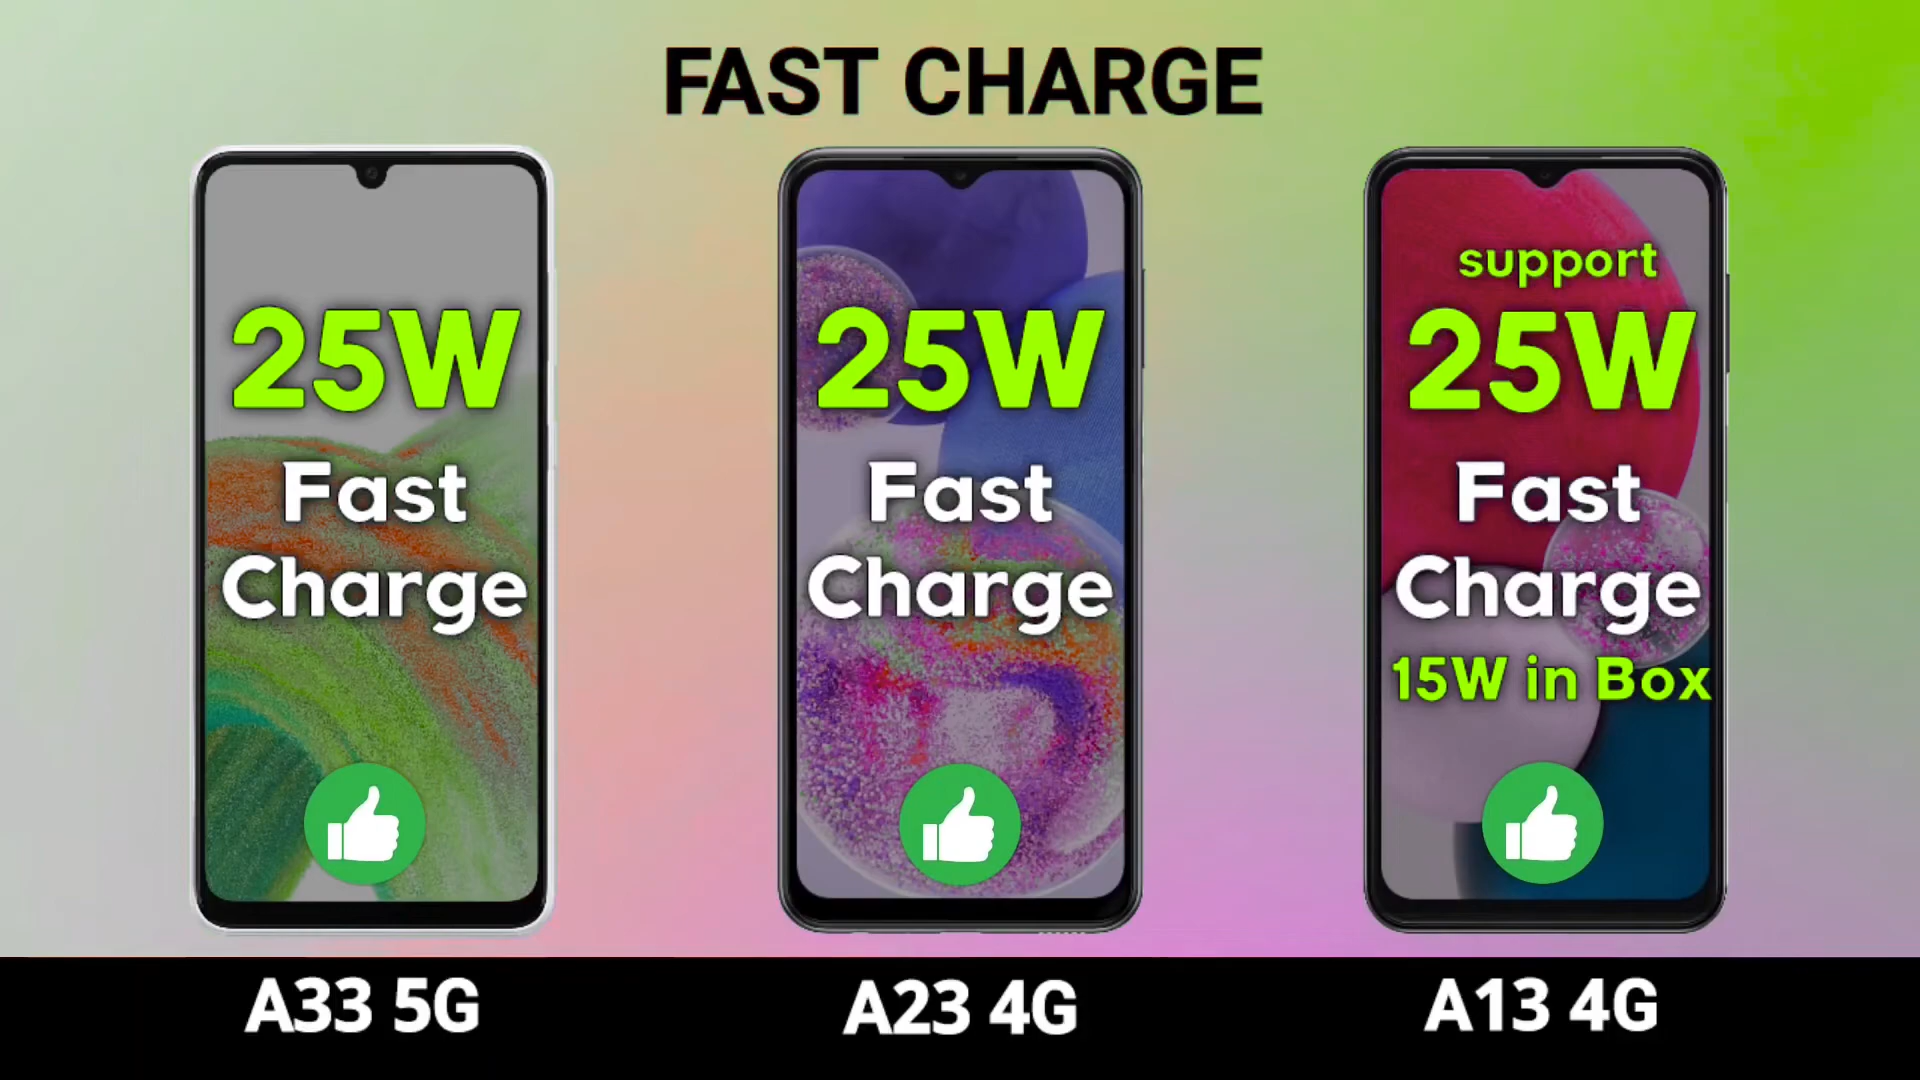 FAST CHARGE
25W
Fast
Charge
25W
Fast
Charge
support
25W
Fast
Charge
15W in Box
A33 5G
A23 4G
A13 4G